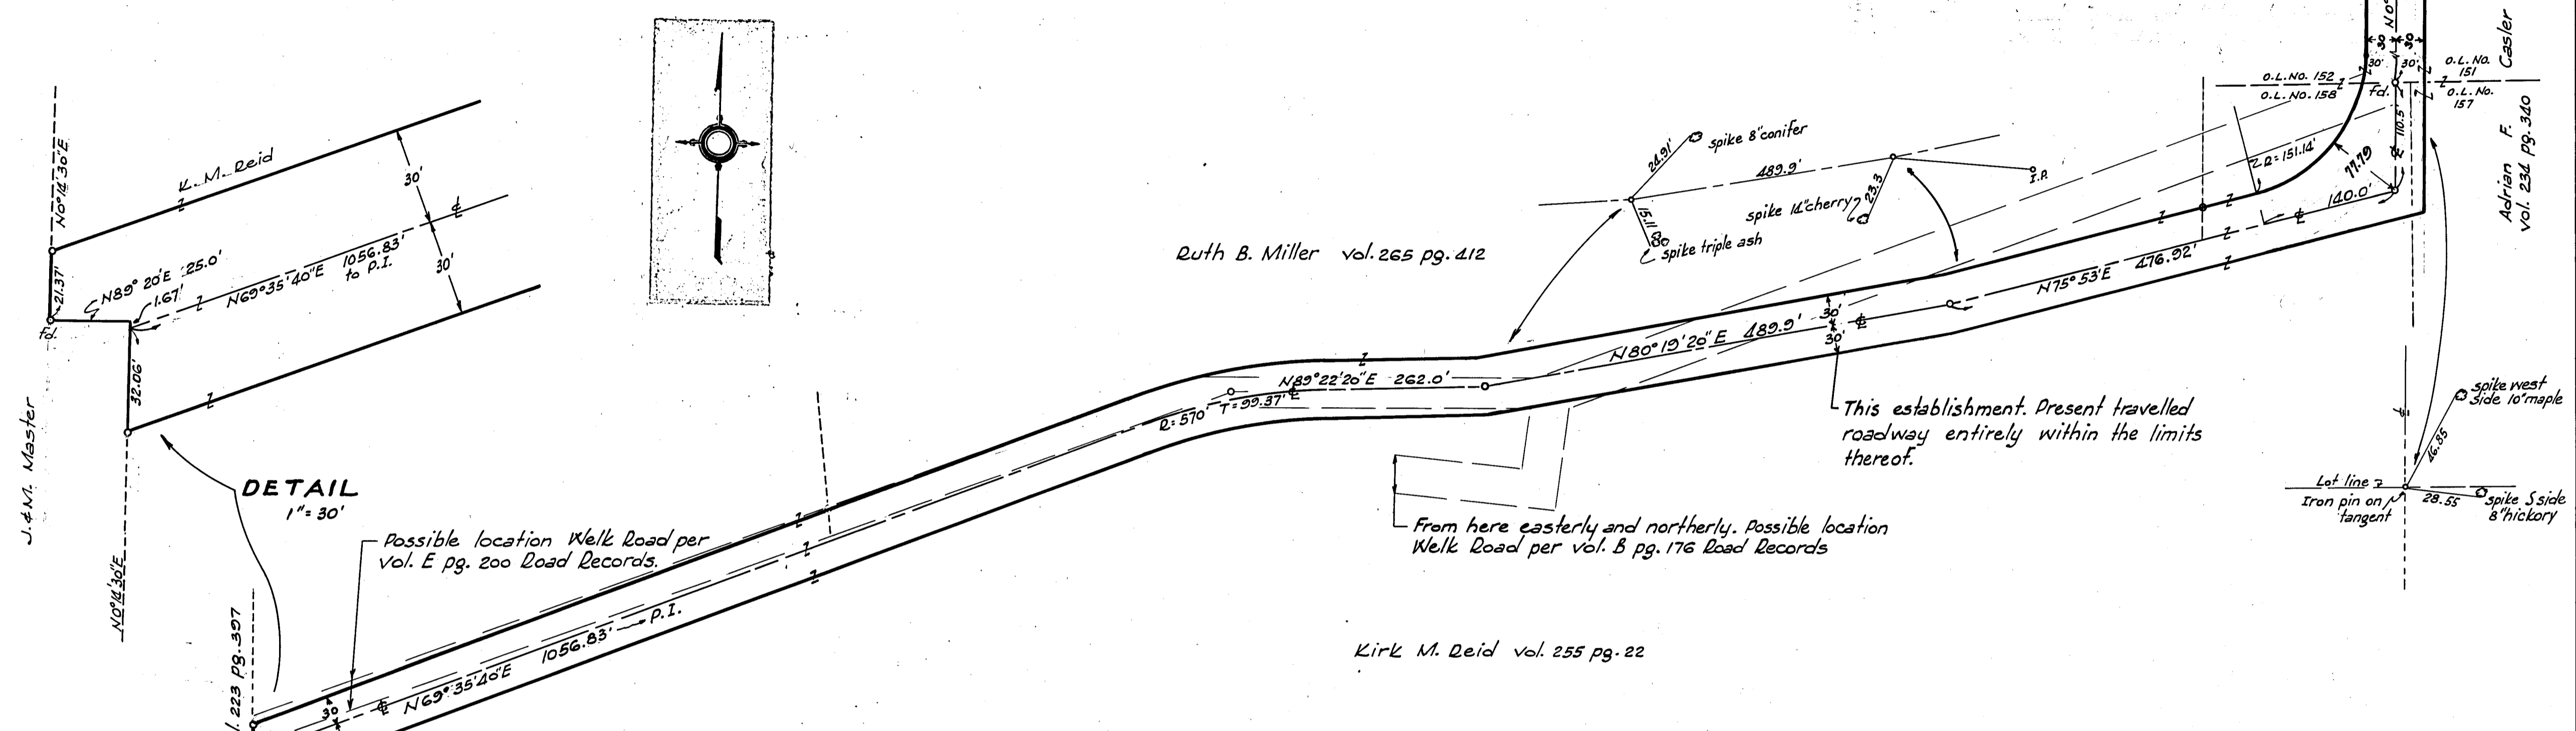 N0°14'30"E
K. M. Reid
30'
℄
30'
N89° 20'E 25.0'
1.67'
N69°35'40"E 1056.83'
to P.I.
21.37'
Fd.
32.06'
J. & M. Master
N0°14'30"E
DETAIL
1"= 30'
Possible location Welk Road per
vol. E pg. 200 Road Records.
223 pg. 397
30
℄
N69° 35'40"E 1056.83' P.I.
Ruth B. Miller vol. 265 pg. 412
24.91'
spike 8"conifer
489.9'
15.11
spike triple ash
spike 14"cherry
23.3
I.P.
R=570' T=99.37'
℄
N89°22'20"E 262.0'
N80°19'20"E 489.9'
℄
30'
30'
N75°53'E 476.92'
℄
140.0'
R=151.14'
77.79
110.5'
℄
N0°
30 30
30' 30'
Fd.
O.L. No. 152
O.L. No. 158
O.L. No.
151
O.L. No.
157
Adrian F. Casler
vol. 234 pg. 340
This establishment. Present travelled
roadway entirely within the limits
thereof.
From here easterly and northerly. Possible location
Welk Road per vol. B pg. 176 Road Records
Kirk M. Reid vol. 255 pg. 22
℄
spike west
side 10"maple
46.85
Lot line
Iron pin on
tangent
28.55
spike S side
8"hickory